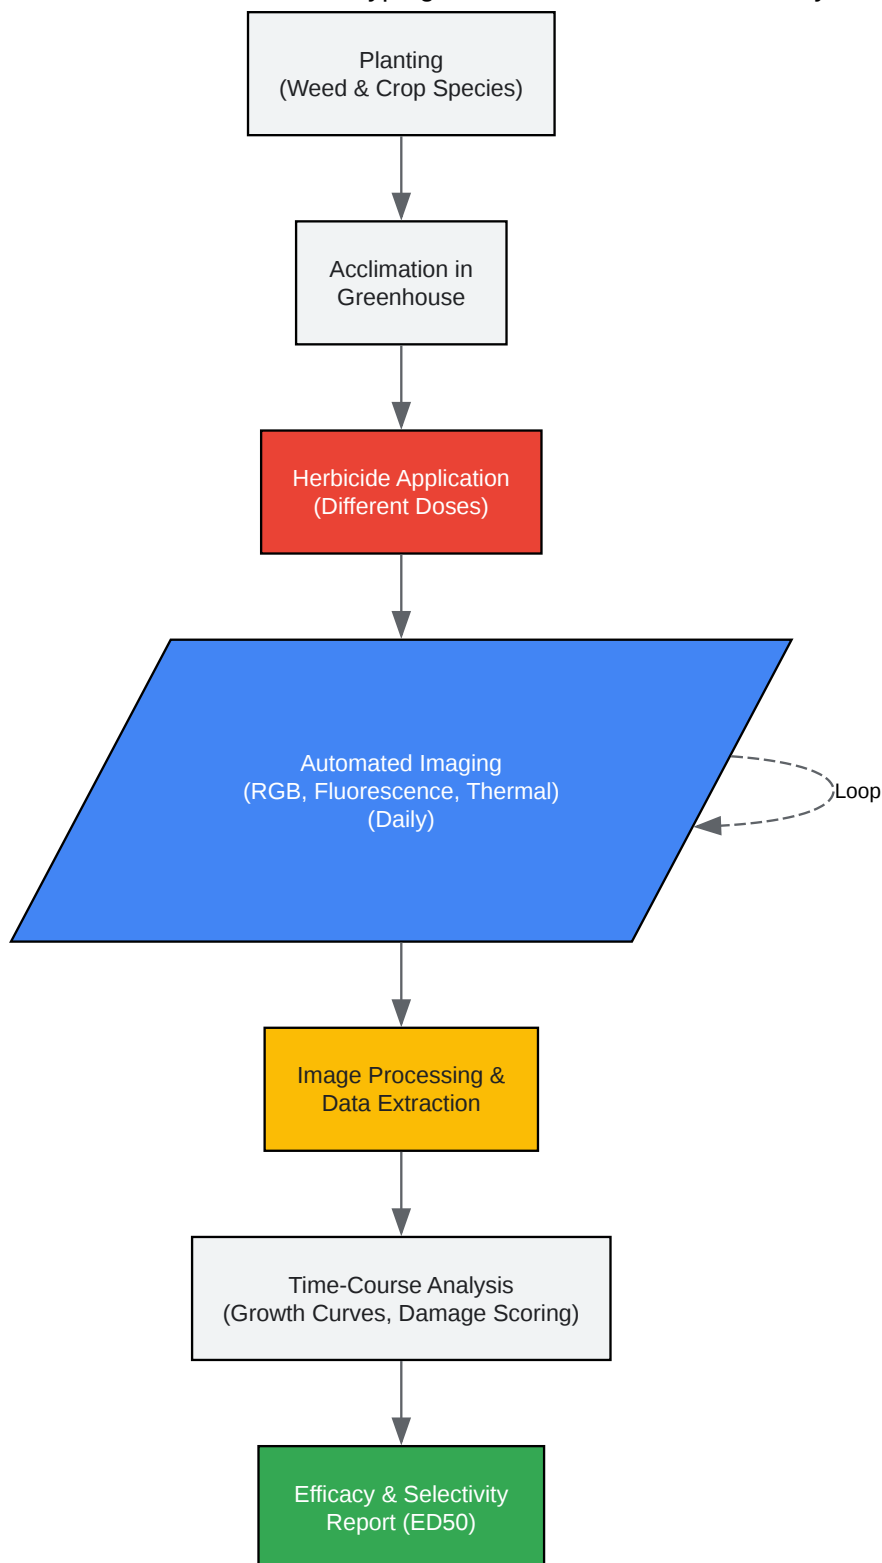 Planting
(Weed & Crop Species)
Acclimation in
Greenhouse
Herbicide Application
(Different Doses)
Automated Imaging
(RGB, Fluorescence, Thermal)
(Daily)
Loop
Image Processing &
Data Extraction
Time-Course Analysis
(Growth Curves, Damage Scoring)
Efficacy & Selectivity
Report (ED50)